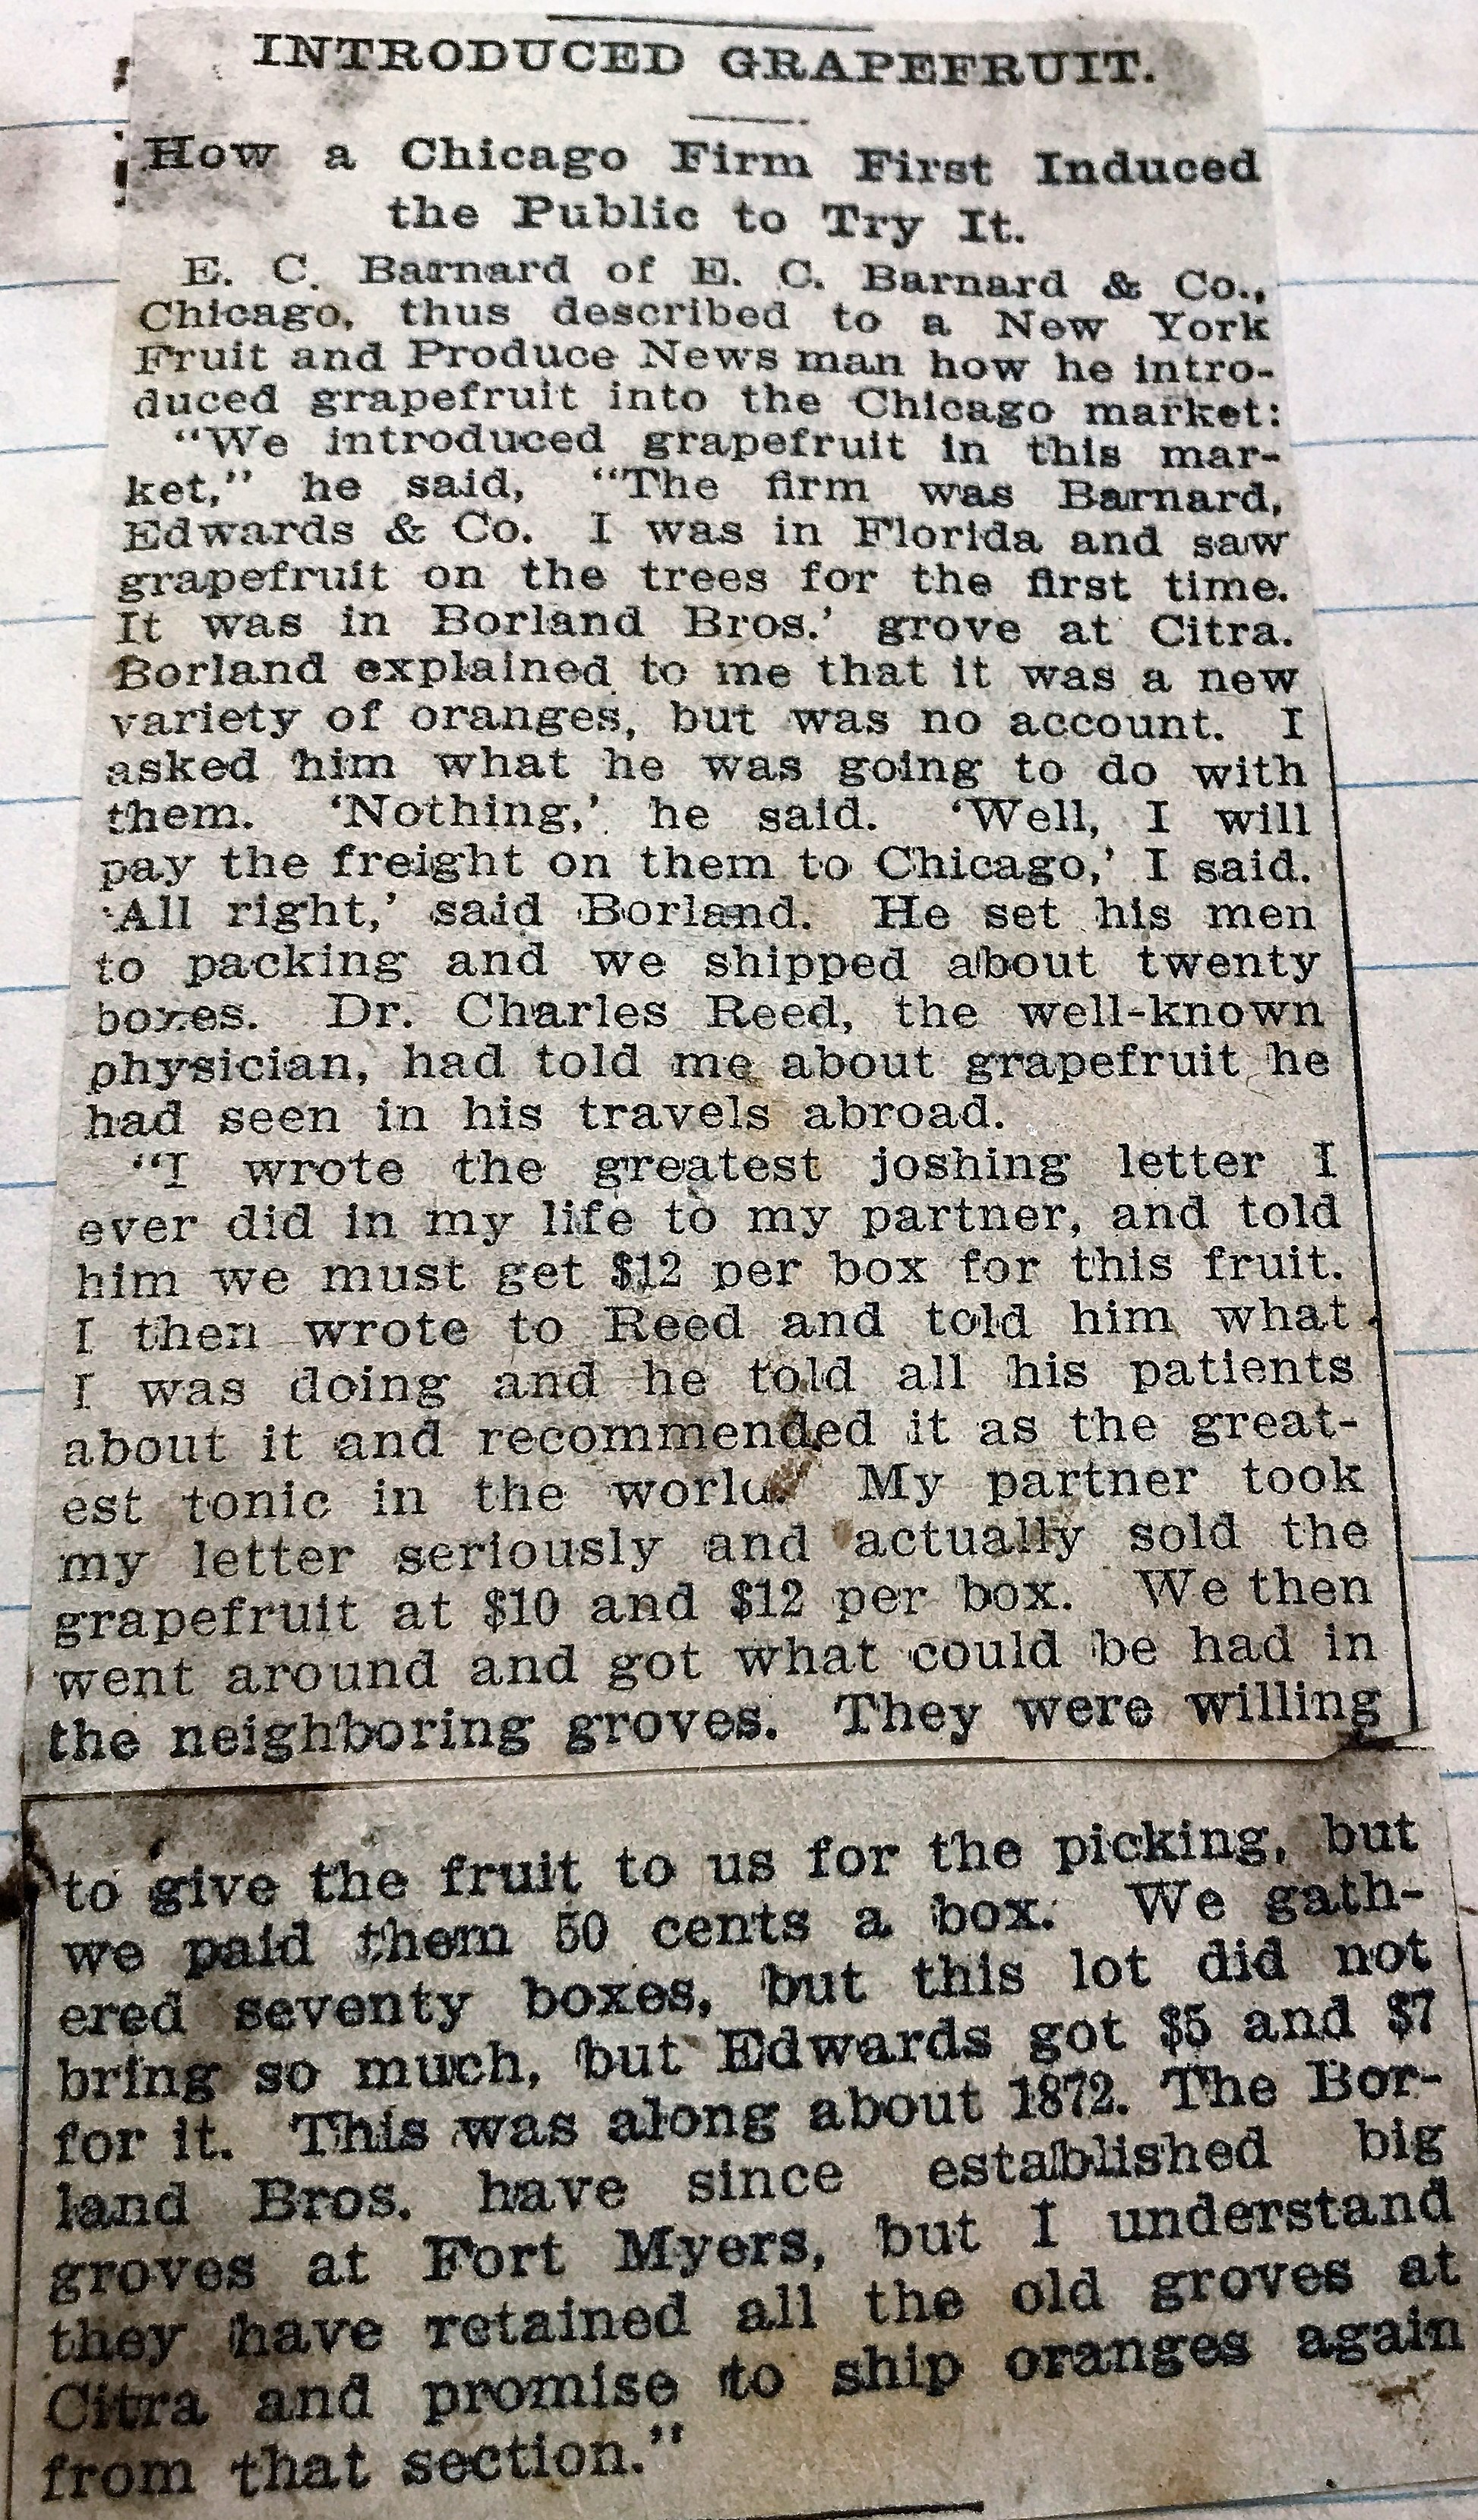 INTRODUCED GRAPEFRUIT.
How a Chicago Firm First Induced
the Public to Try It.
E. C. Barnard of E. C. Barnard & Co.,
Chicago, thus described to a New York
Fruit and Produce News man how he intro-
duced grapefruit into the Chicago market:
"We introduced grapefruit in this mar-
ket," he said, "The firm was Barnard,
Edwards & Co. I was in Florida and saw
grapefruit on the trees for the first time.
It was in Borland Bros.' grove at Citra.
Borland explained to me that it was a new
variety of oranges, but was no account. I
asked him what he was going to do with
them. 'Nothing,' he said. 'Well, I will
pay the freight on them to Chicago,' I said.
'All right,' said Borland. He set his men
to packing and we shipped about twenty
boxes. Dr. Charles Reed, the well-known
physician, had told me about grapefruit he
had seen in his travels abroad.
"I wrote the greatest joshing letter I
ever did in my life to my partner, and told
him we must get $12 per box for this fruit.
I then wrote to Reed and told him what
I was doing and he told all his patients
about it and recommended it as the great-
est tonic in the world. My partner took
my letter seriously and actually sold the
grapefruit at $10 and $12 per box. We then
went around and got what could be had in
the neighboring groves. They were willing
to give the fruit to us for the picking, but
we paid them 50 cents a box. We gath-
ered seventy boxes, but this lot did not
bring so much, but Edwards got $5 and $7
for it. This was along about 1872. The Bor-
land Bros. have since established big
groves at Fort Myers, but I understand
they have retained all the old groves at
Citra and promise to ship oranges again
from that section."